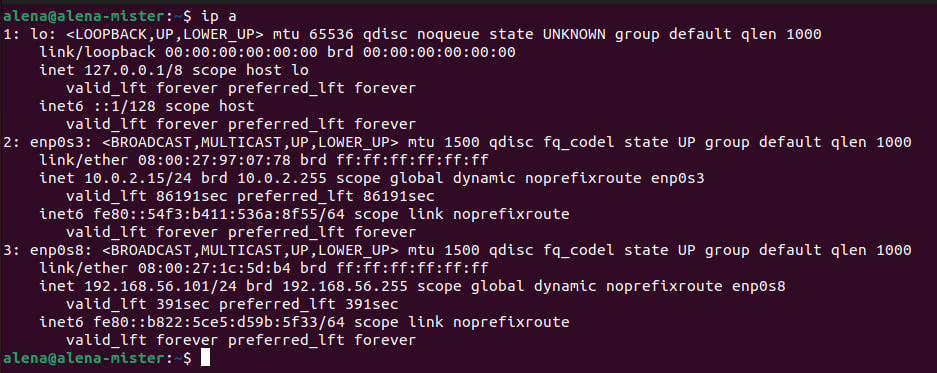 alena@alena-mister:~$ ip a
1: lo: <LOOPBACK,UP,LOWER_UP> mtu 65536 qdisc noqueue state UNKNOWN group default qlen 1000
    link/loopback 00:00:00:00:00:00 brd 00:00:00:00:00:00
    inet 127.0.0.1/8 scope host lo
       valid_lft forever preferred_lft forever
    inet6 ::1/128 scope host
       valid_lft forever preferred_lft forever
2: enp0s3: <BROADCAST,MULTICAST,UP,LOWER_UP> mtu 1500 qdisc fq_codel state UP group default qlen 1000
    link/ether 08:00:27:97:07:78 brd ff:ff:ff:ff:ff:ff
    inet 10.0.2.15/24 brd 10.0.2.255 scope global dynamic noprefixroute enp0s3
       valid_lft 86191sec preferred_lft 86191sec
    inet6 fe80::54f3:b411:536a:8f55/64 scope link noprefixroute
       valid_lft forever preferred_lft forever
3: enp0s8: <BROADCAST,MULTICAST,UP,LOWER_UP> mtu 1500 qdisc fq_codel state UP group default qlen 1000
    link/ether 08:00:27:1c:5d:b4 brd ff:ff:ff:ff:ff:ff
    inet 192.168.56.101/24 brd 192.168.56.255 scope global dynamic noprefixroute enp0s8
       valid_lft 391sec preferred_lft 391sec
    inet6 fe80::b822:5ce5:d59b:5f33/64 scope link noprefixroute
       valid_lft forever preferred_lft forever
alena@alena-mister:~$